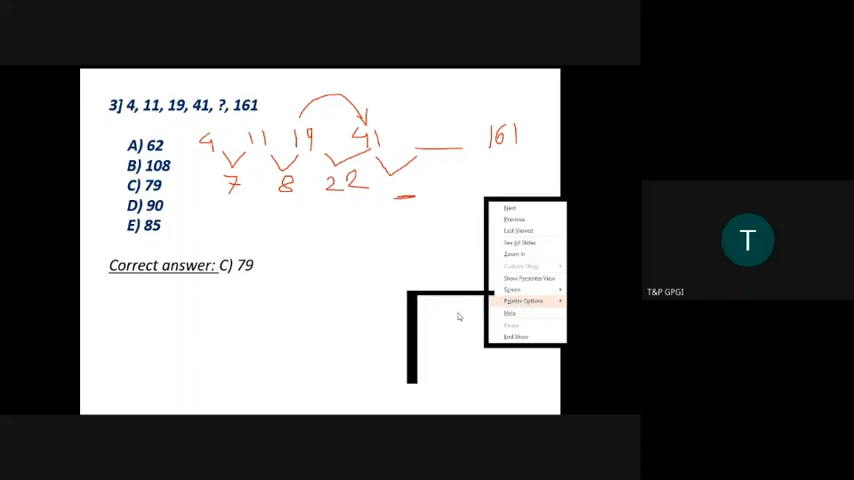 3] 4, 11, 19, 41, ?, 161
A) 62
B) 108
C) 79
D) 90
E) 85
Correct answer: C) 79
4 11 19 41 161
7 8 22
Next
Previous
Last Viewed
See All Slides
Zoom In
Custom Show
Show Presenter View
Screen
Pointer Options
Help
Pause
End Show
T
T&P GPGI